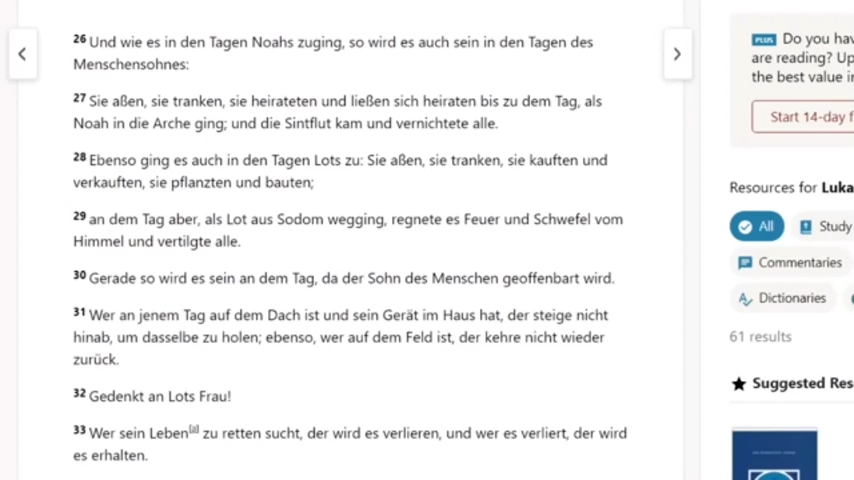 26 Und wie es in den Tagen Noahs zuging, so wird es auch sein in den Tagen des
Menschensohnes:
27 Sie aßen, sie tranken, sie heirateten und ließen sich heiraten bis zu dem Tag, als
Noah in die Arche ging; und die Sintflut kam und vernichtete alle.
28 Ebenso ging es auch in den Tagen Lots zu: Sie aßen, sie tranken, sie kauften und
verkauften, sie pflanzten und bauten;
29 an dem Tag aber, als Lot aus Sodom wegging, regnete es Feuer und Schwefel vom
Himmel und vertilgte alle.
30 Gerade so wird es sein an dem Tag, da der Sohn des Menschen geoffenbart wird.
31 Wer an jenem Tag auf dem Dach ist und sein Gerät im Haus hat, der steige nicht
hinab, um dasselbe zu holen; ebenso, wer auf dem Feld ist, der kehre nicht wieder
zurück.
32 Gedenkt an Lots Frau!
33 Wer sein Leben[a] zu retten sucht, der wird es verlieren, und wer es verliert, der wird
es erhalten.
PLUS Do you hav
are reading? Up
the best value i
Start 14-day f
Resources for Luka
All
Study
Commentaries
Dictionaries
61 results
Suggested Res